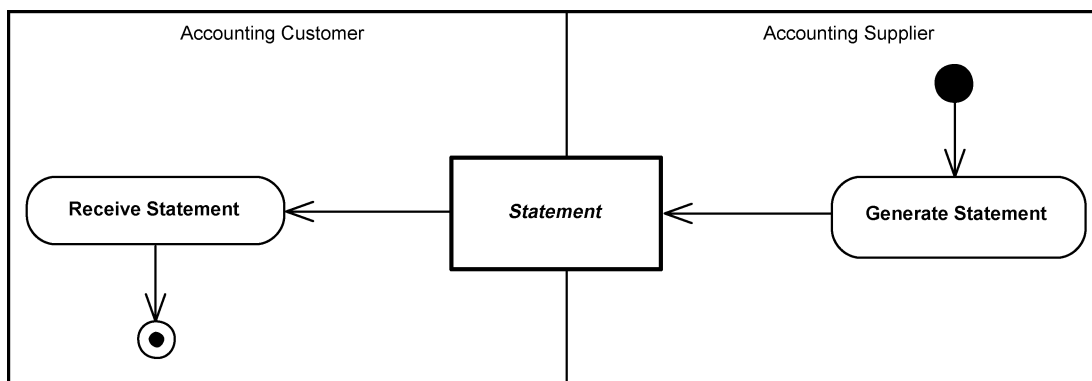 Accounting Customer
Accounting Supplier
Receive Statement
Statement
Generate Statement